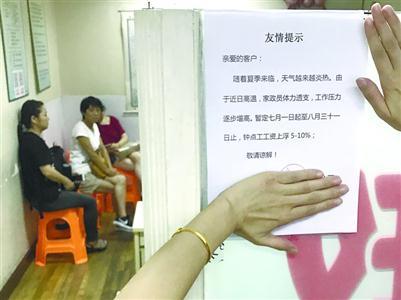 友情提示
亲爱的客户：
随着夏季来临，天气越来越炎热。由
于近日高温，家政员体力透支，工作压力
逐步增高。暂定七月一日起至八月三十一
日止，钟点工工资上浮 5-10%；
敬请谅解！